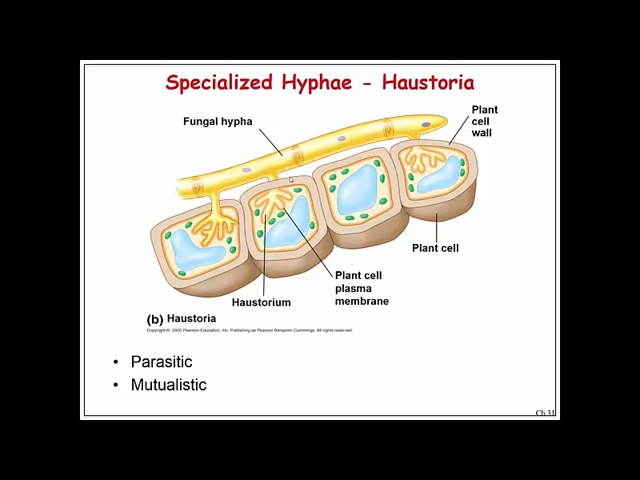 Specialized Hyphae - Haustoria
Fungal hypha
Plant
cell
wall
Plant cell
Plant cell
plasma
membrane
Haustorium
(b) Haustoria
Copyright © 2005 Pearson Education, Inc. Publishing as Pearson Benjamin Cummings. All rights reserved.
• Parasitic
• Mutualistic
Ch 31